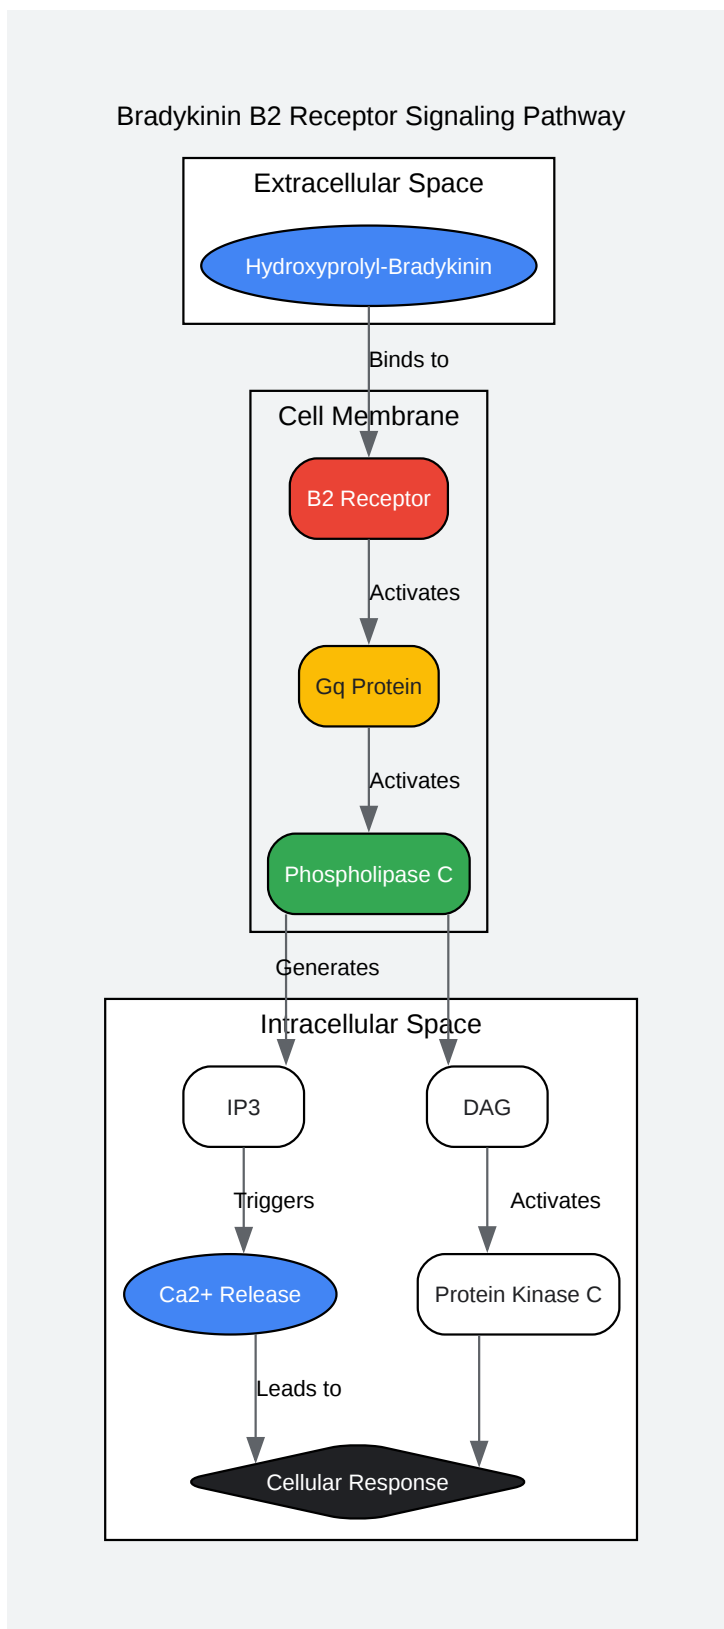 Bradykinin B2 Receptor Signaling Pathway
Extracellular Space
Hydroxyprolyl-Bradykinin
Binds to
Cell Membrane
B2 Receptor
Activates
Gq Protein
Activates
Phospholipase C
Generates
Intracellular Space
IP3
DAG
Triggers
Activates
Ca2+ Release
Protein Kinase C
Leads to
Cellular Response